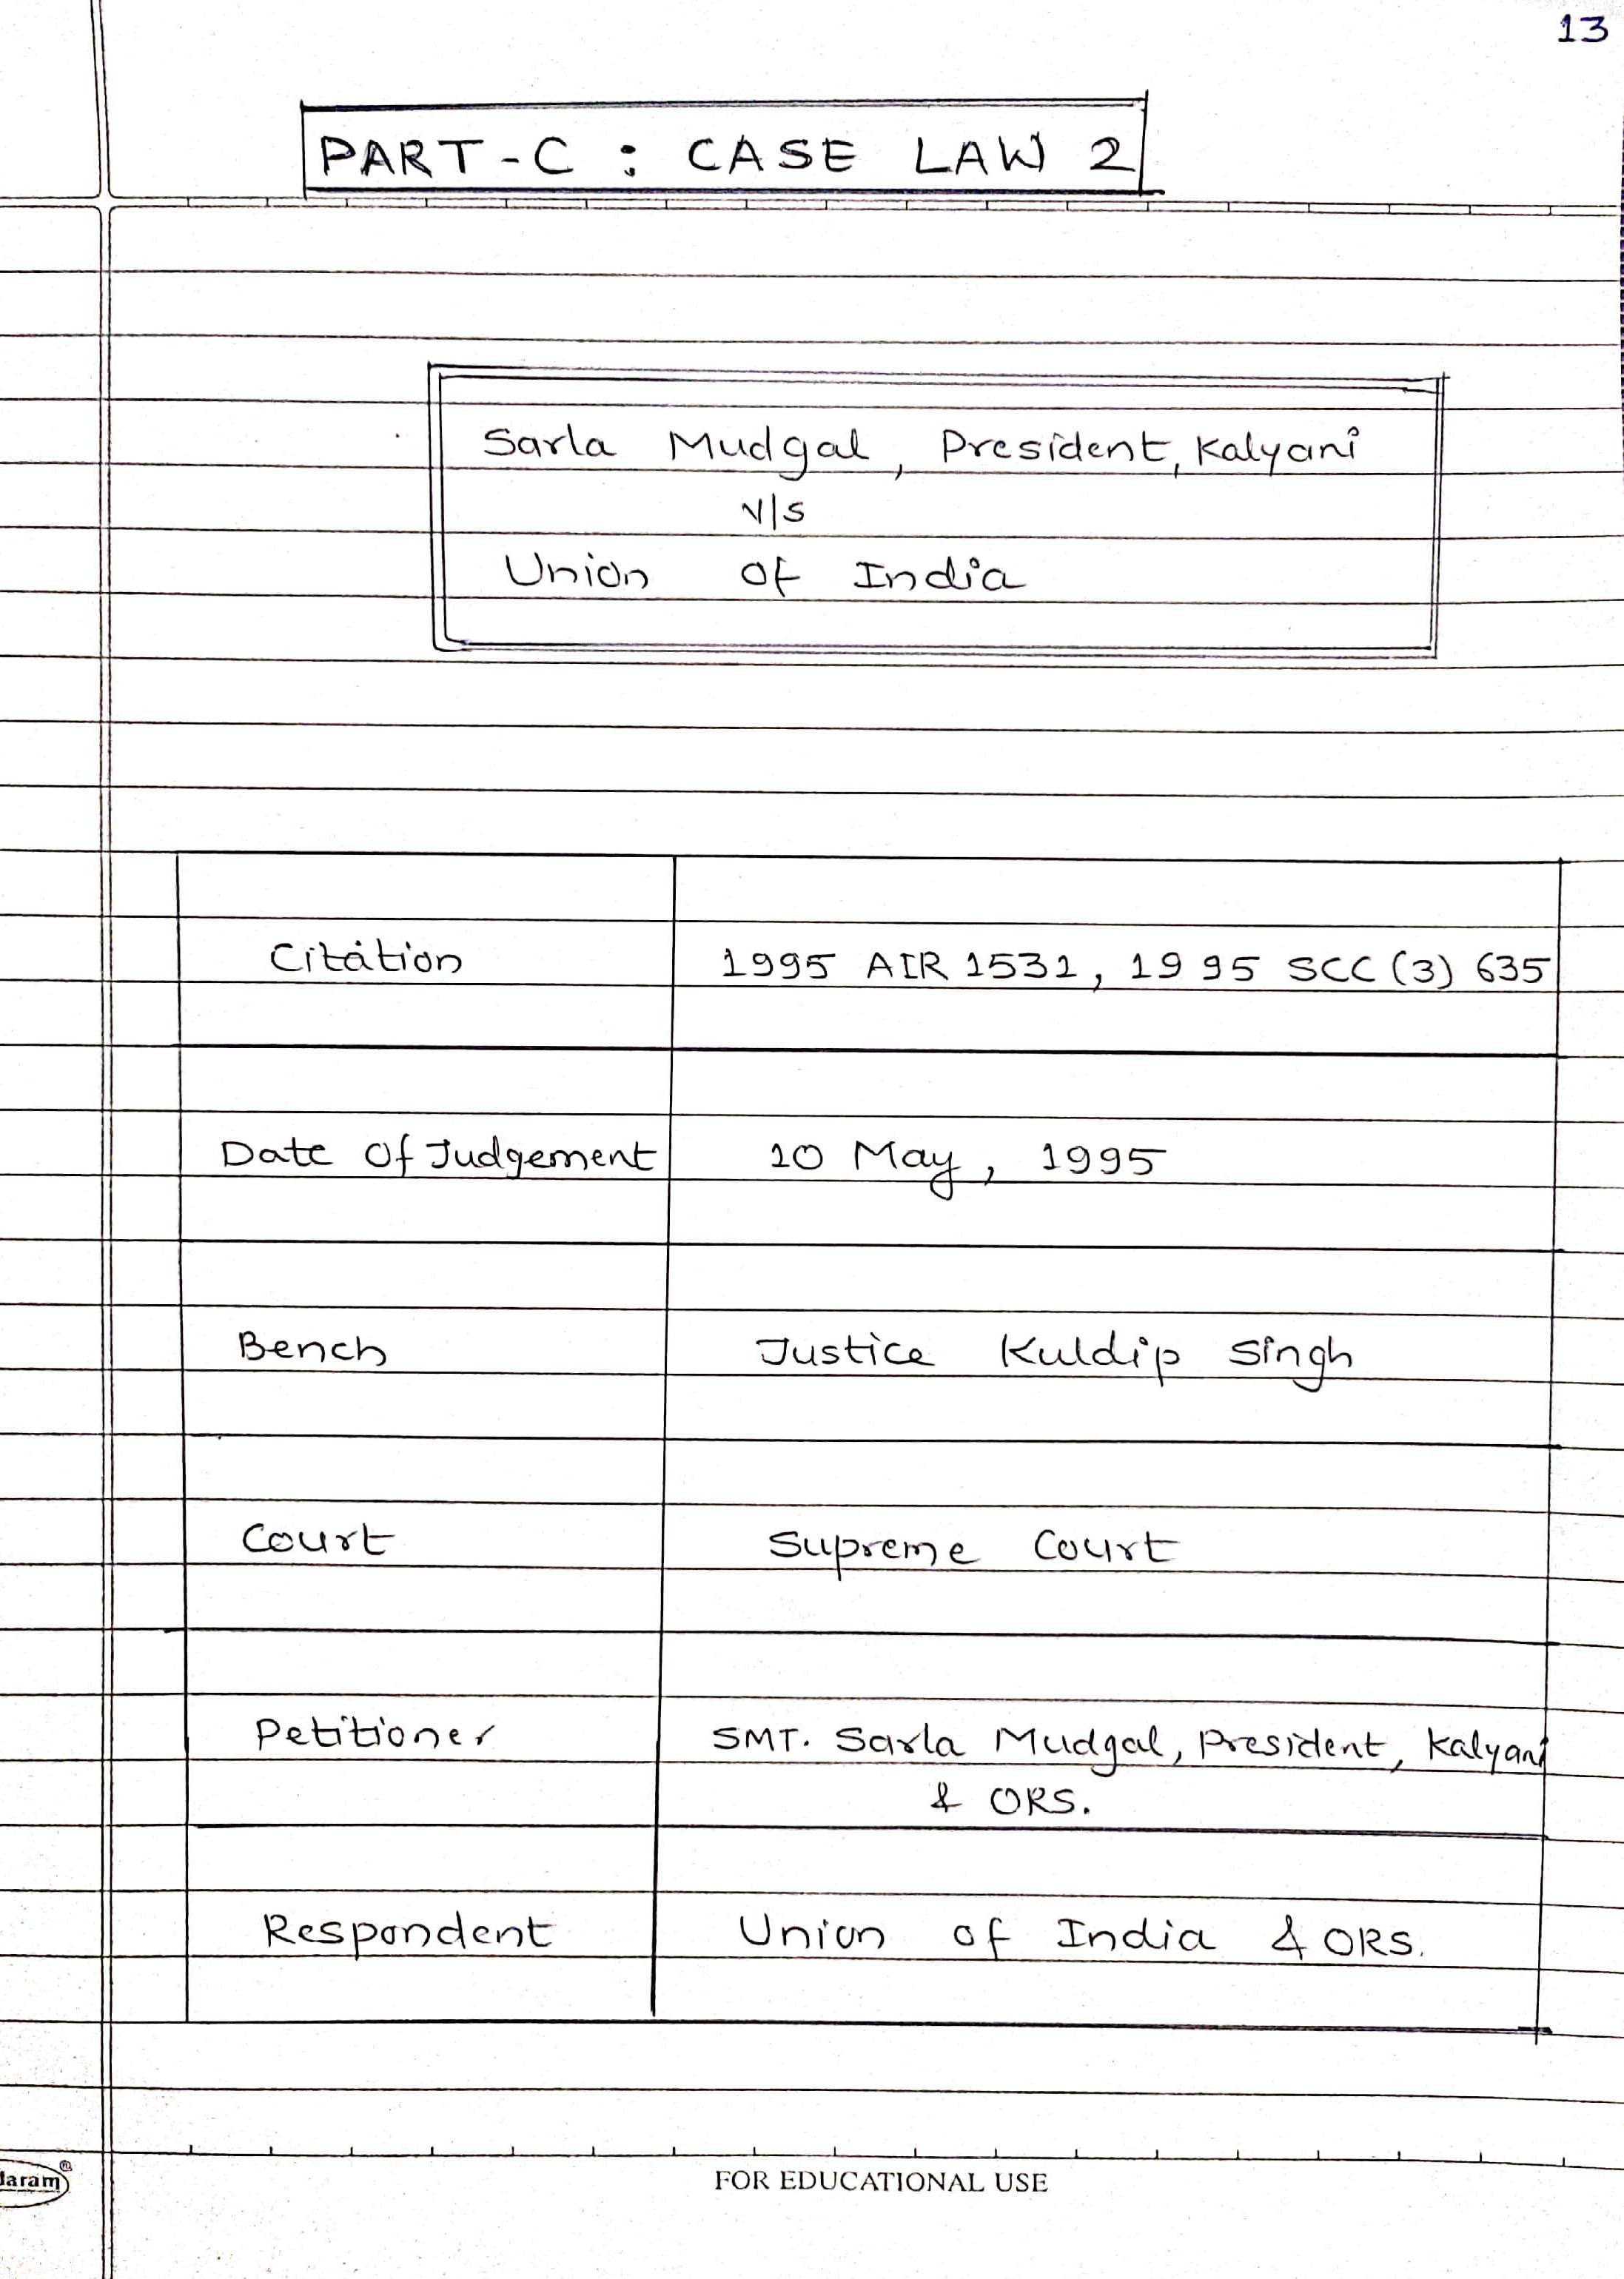 13
PART-C : CASE LAW 2
Sarla Mudgal, President, Kalyani
V/s
Union of India
Citation 1995 AIR 1531, 1995 SCC (3) 635
Date of Judgement 10 May, 1995
Bench Justice Kuldip Singh
Court Supreme Court
Petitioner SMT. Sarla Mudgal, President, Kalyani
& ORS.
Respondent Union of India & ORS.
FOR EDUCATIONAL USE